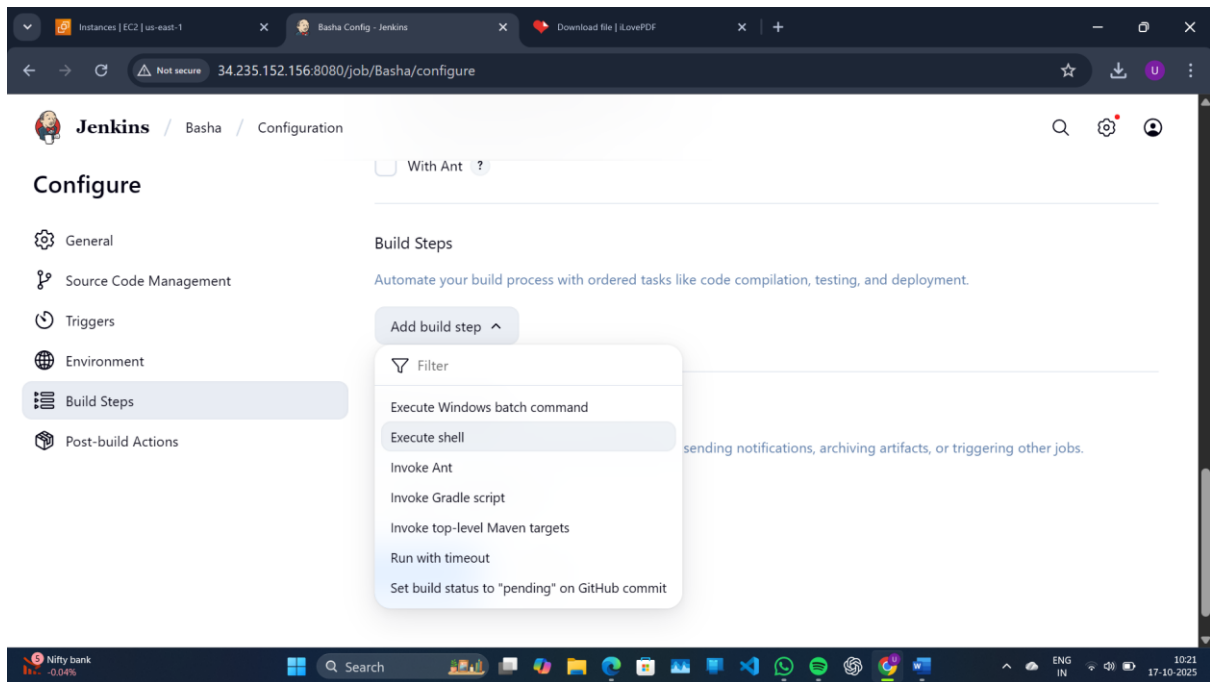 Instances | EC2 | us-east-1
Basha Config - Jenkins
Download file | iLovePDF
Not secure
34.235.152.156:8080/job/Basha/configure
U
Jenkins / Basha / Configuration
Configure
General
Source Code Management
Triggers
Environment
Build Steps
Post-build Actions
With Ant ?
Build Steps
Automate your build process with ordered tasks like code compilation, testing, and deployment.
Add build step
Filter
Execute Windows batch command
Execute shell
Invoke Ant
Invoke Gradle script
Invoke top-level Maven targets
Run with timeout
Set build status to "pending" on GitHub commit
sending notifications, archiving artifacts, or triggering other jobs.
5
Nifty bank
-0.04%
Search
ENG
IN
10:21
17-10-2025